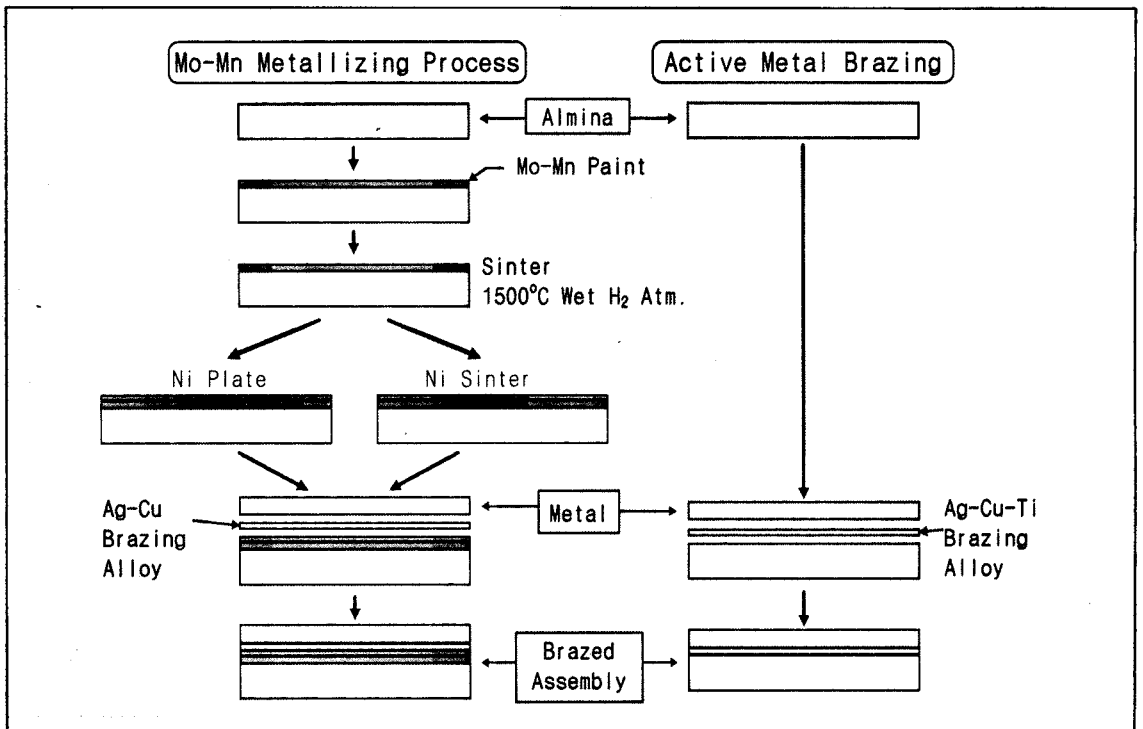 Mo-Mn Metallizing Process
Active Metal Brazing
Almina
Mo-Mn Paint
Sinter
1500°C Wet H₂ Atm.
Ni Plate
Ni Sinter
Ag-Cu
Brazing
Alloy
Metal
Ag-Cu-Ti
Brazing
Alloy
Brazed
Assembly